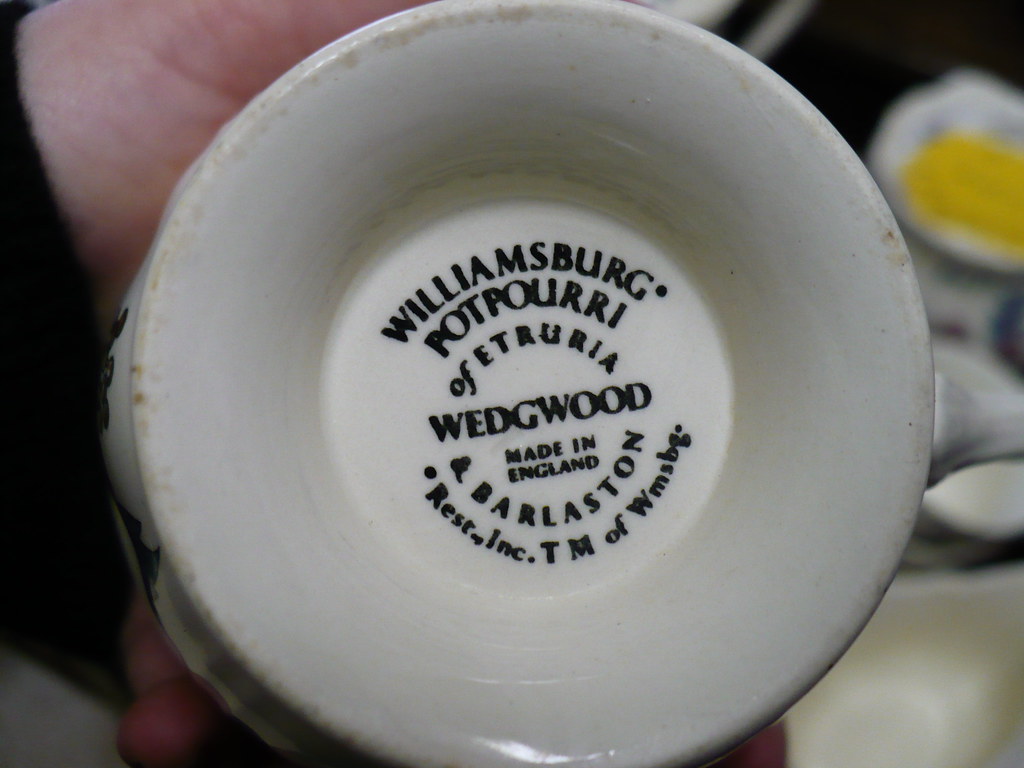 WILLIAMSBURG
POTPOURRI
of ETRURIA
WEDGWOOD
MADE IN
ENGLAND
& BARLASTON
• Rest., Inc. TM of Wmsbg. •